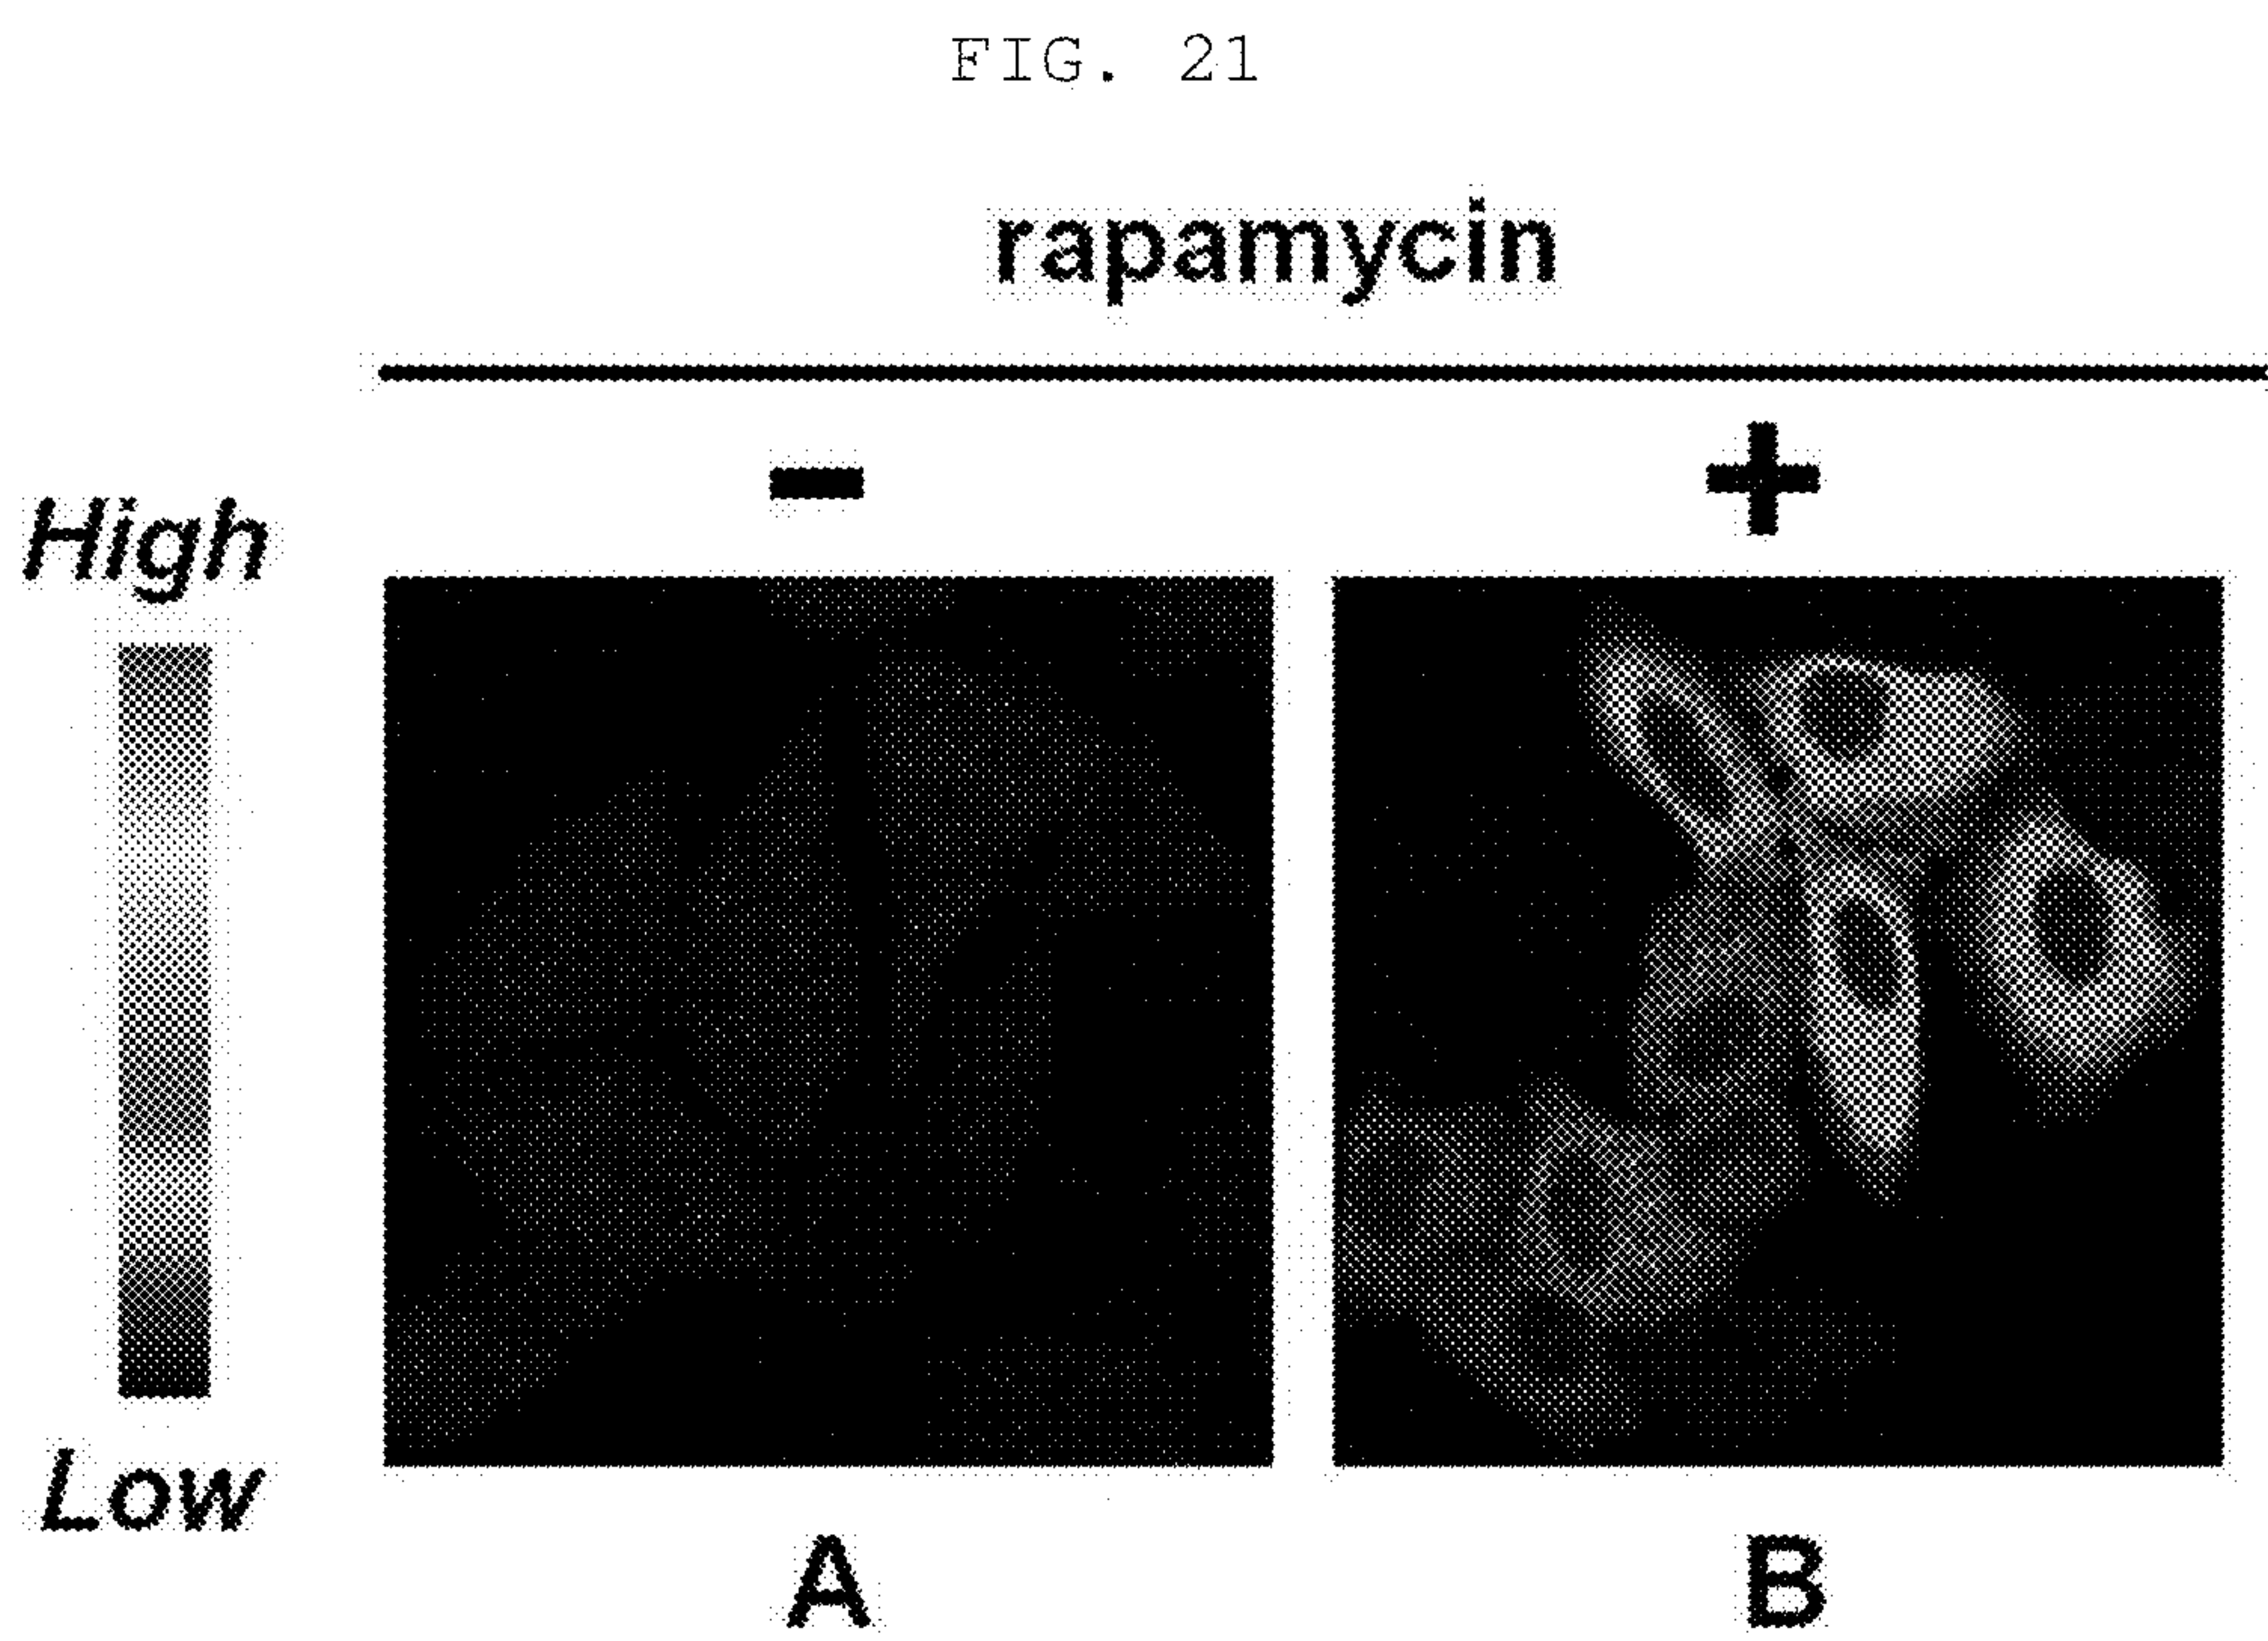 FIG. 21
rapamycin
− +
High
Low
A B